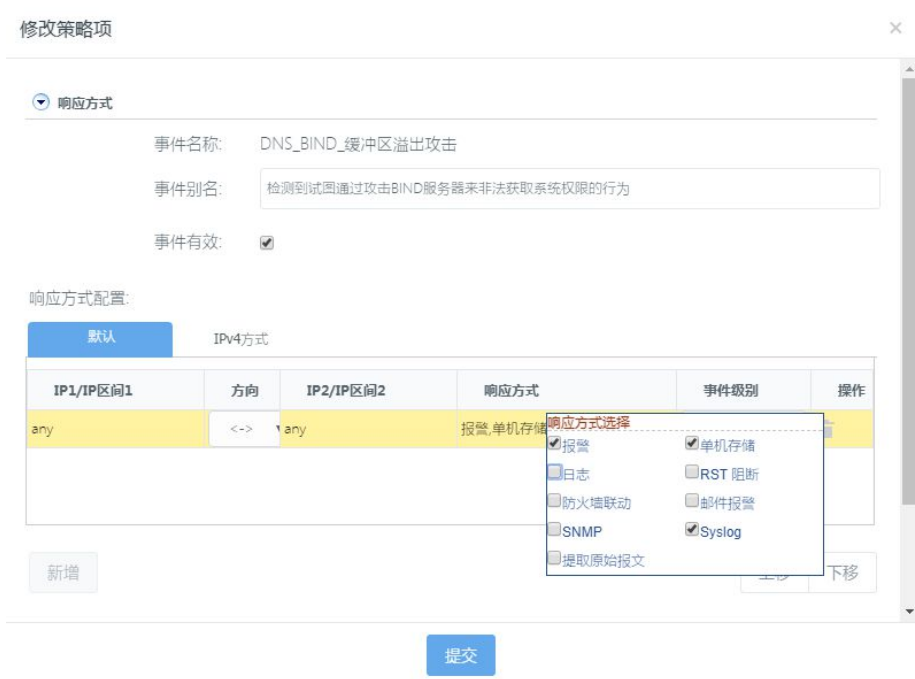 修改策略项
×
响应方式
事件名称: DNS_BIND_缓冲区溢出攻击
事件别名: 检测到试图通过攻击BIND服务器来非法获取系统权限的行为
事件有效:
响应方式配置:
默认 IPv4方式
IP1/IP区间1 方向 IP2/IP区间2 响应方式 事件级别 操作
any <-> any 报警,单机存储
响应方式选择
报警 单机存储
日志 RST 阻断
防火墙联动 邮件报警
SNMP Syslog
提取原始报文
新增 下移
提交